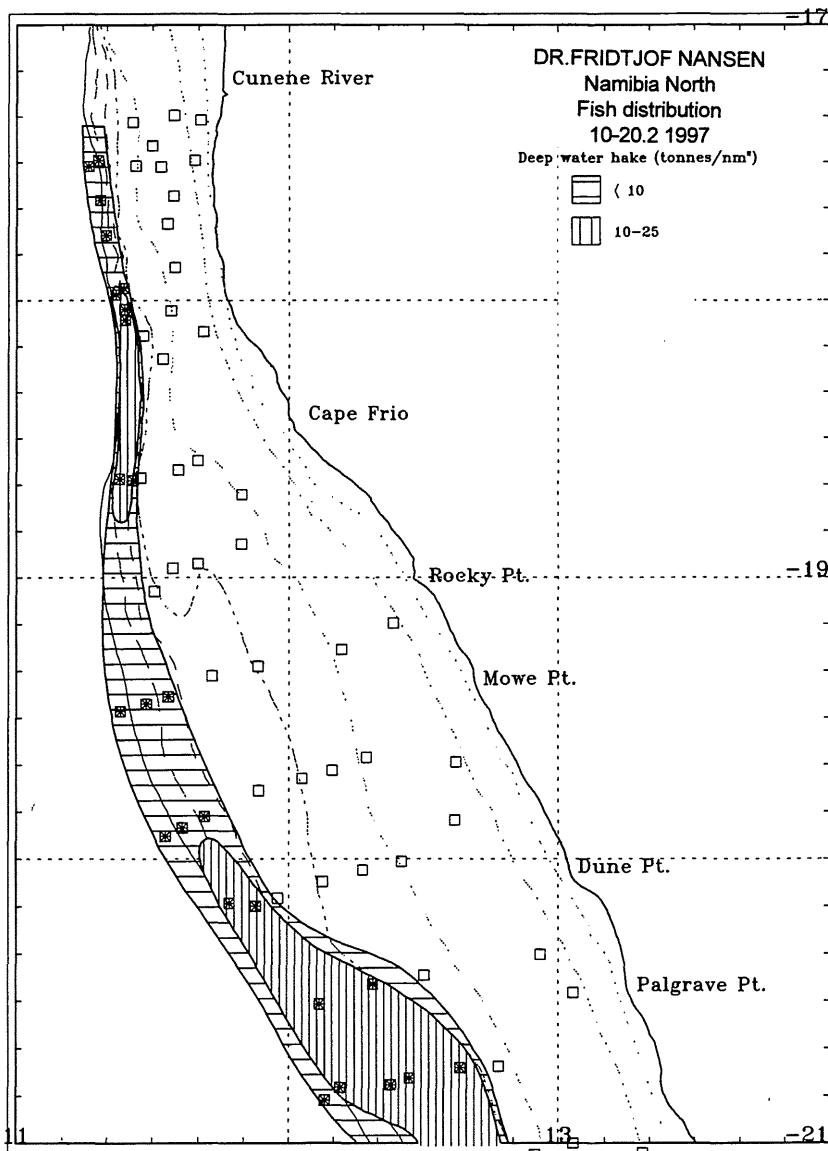 -17
DR.FRIDTJOF NANSEN
Namibia North
Fish distribution
10-20.2 1997
Deep water hake (tonnes/nm²)
⟨ 10
10-25
Cunene River
Cape Frio
Rocky Pt.
-19
Mowe Pt.
Dune Pt.
Palgrave Pt.
11
13
-21